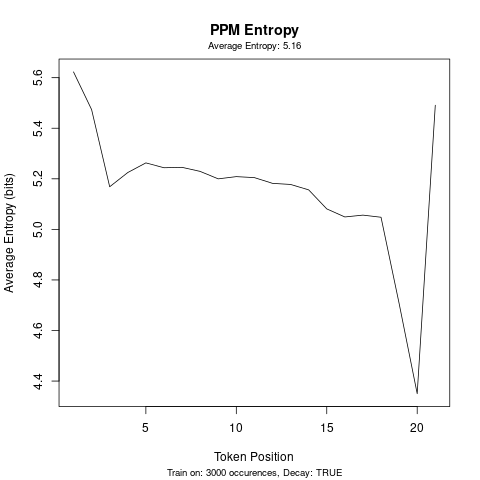 PPM Entropy
Average Entropy: 5.16
Average Entropy (bits)
5.6
5.4
5.2
5.0
4.8
4.6
4.4
5 10 15 20
Token Position
Train on: 3000 occurences, Decay: TRUE